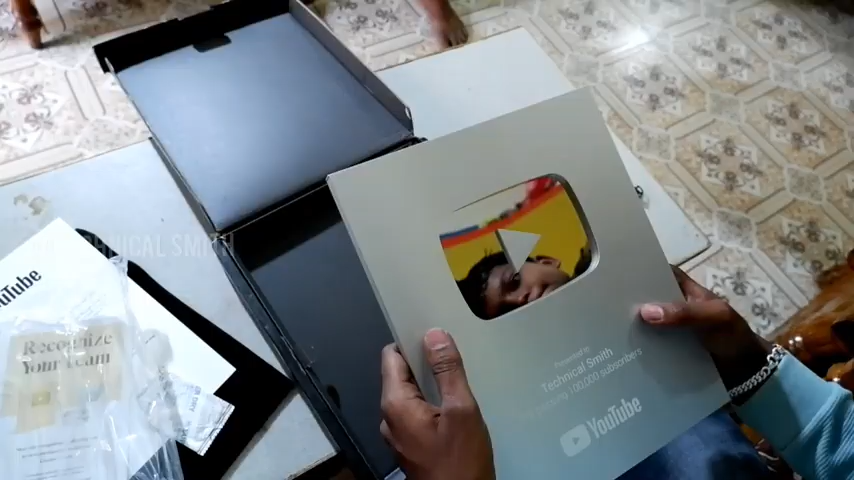 TECHNICAL SMITH
YouTube
Recognize
Your Team
Presented to
Technical Smith
For passing 100,000 subscribers
YouTube